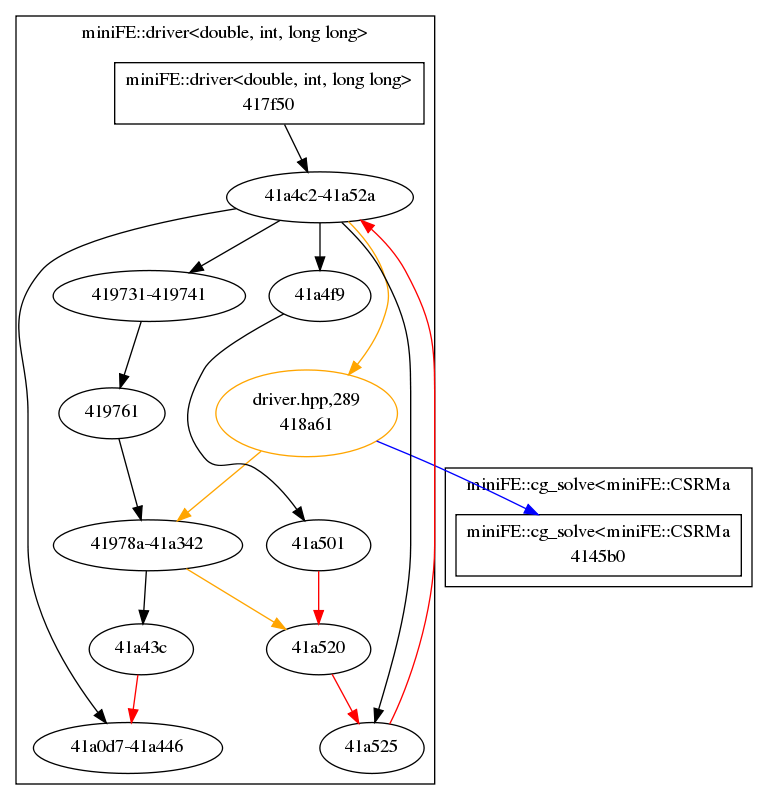 miniFE::driver<double, int, long long>
miniFE::driver<double, int, long long>
417f50
41a4c2-41a52a
419731-419741
41a4f9
driver.hpp,289
418a61
419761
miniFE::cg_solve<miniFE::CSRMa
miniFE::cg_solve<miniFE::CSRMa
4145b0
41978a-41a342
41a501
41a43c
41a520
41a0d7-41a446
41a525